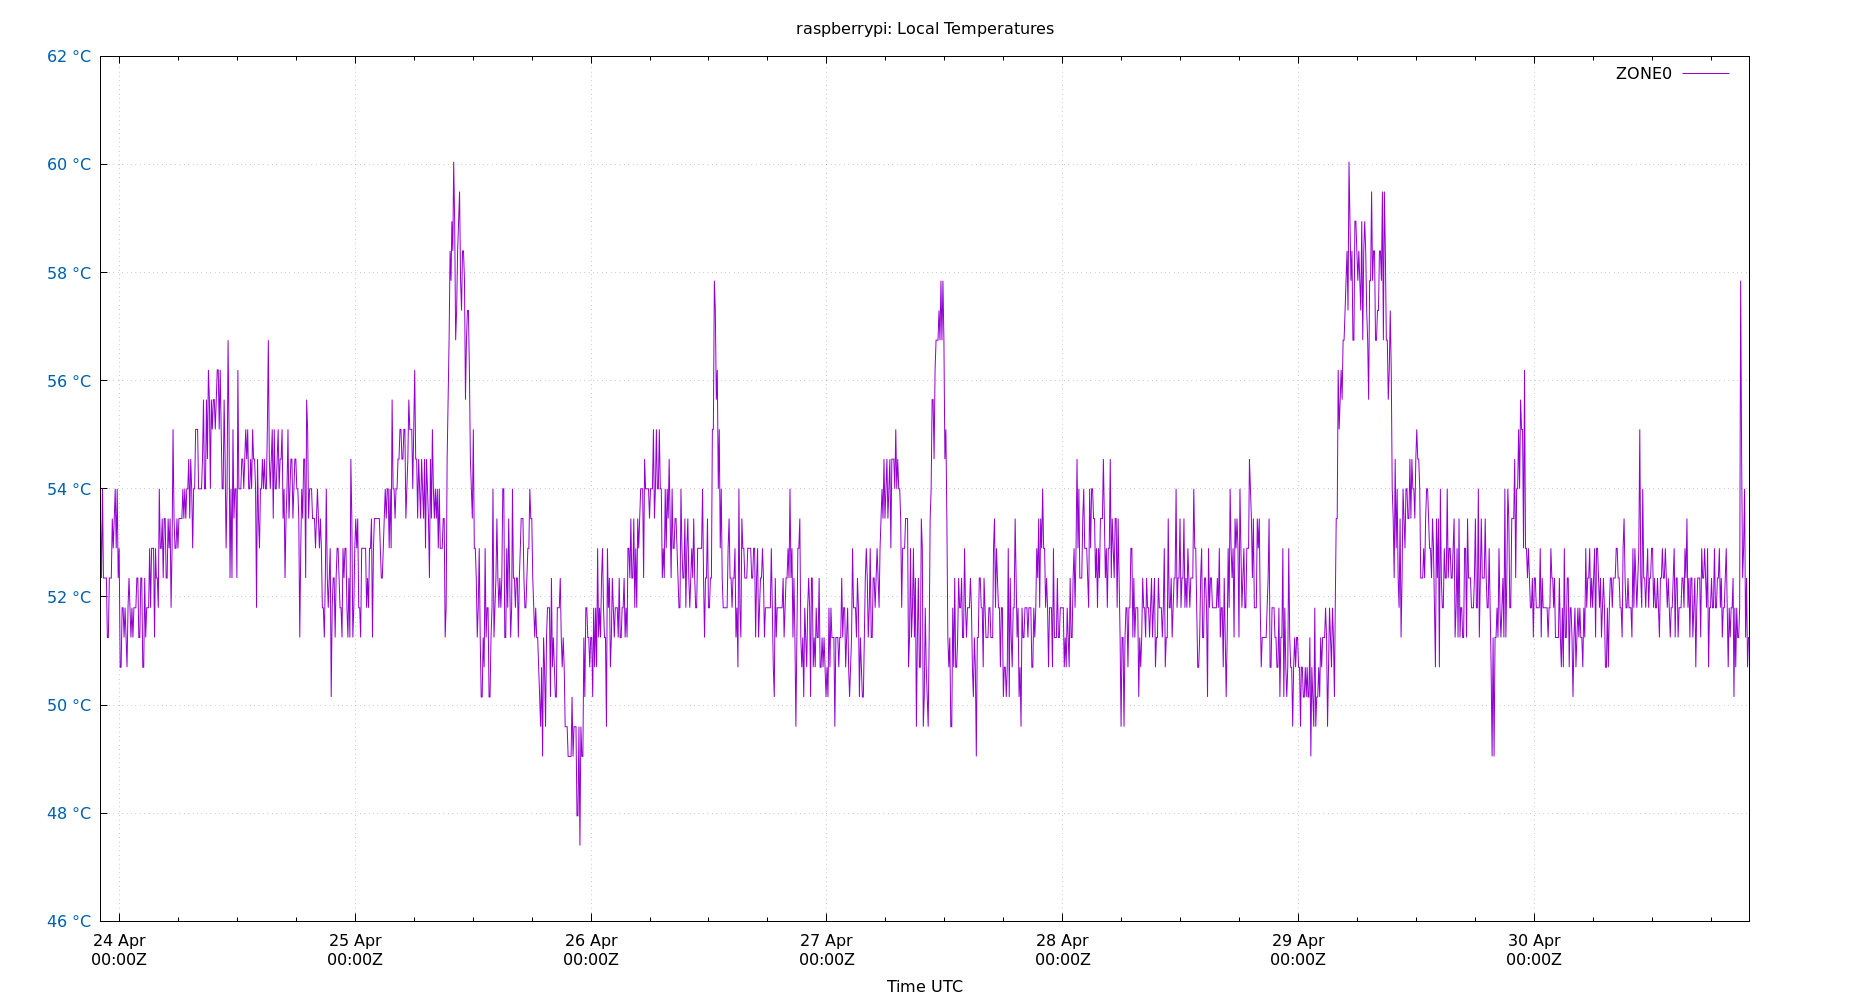 raspberrypi: Local Temperatures
62 °C
ZONE0
60 °C
58 °C
56 °C
54 °C
52 °C
50 °C
48 °C
46 °C
24 Apr 25 Apr 26 Apr 27 Apr 28 Apr 29 Apr 30 Apr
00:00Z 00:00Z 00:00Z 00:00Z 00:00Z 00:00Z 00:00Z
Time UTC